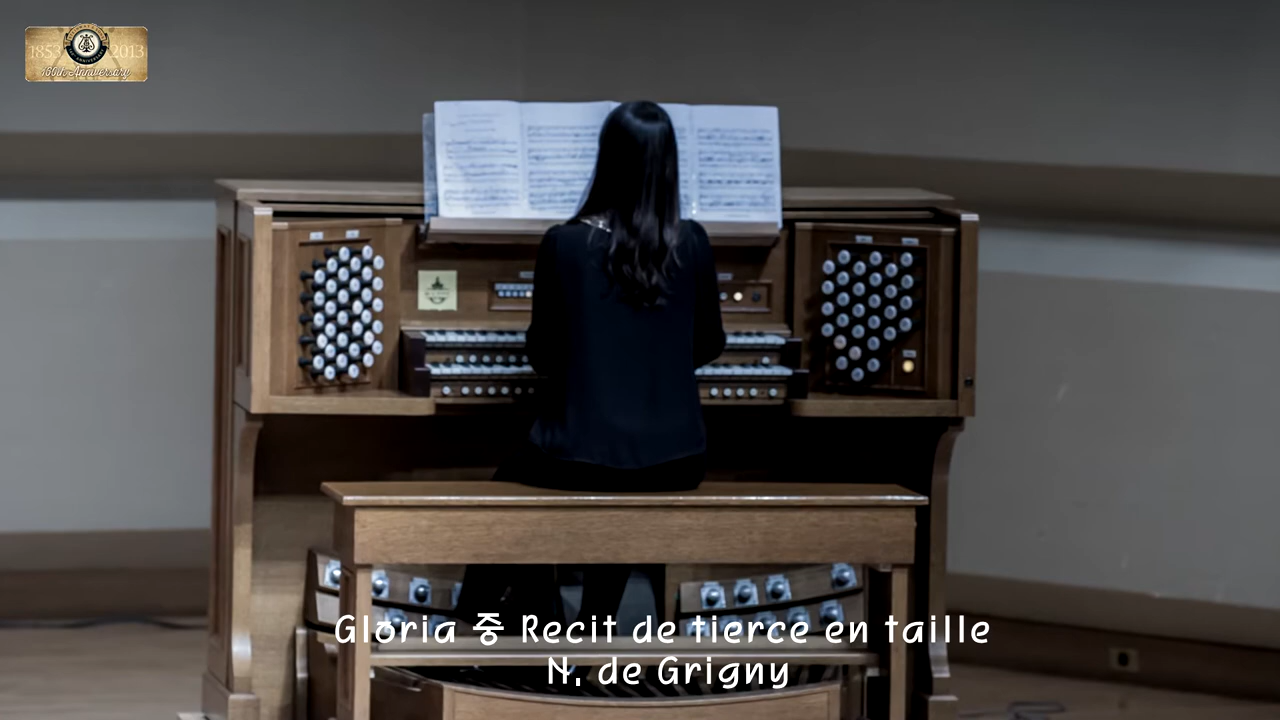 1853 2013
160th Anniversary
Gloria 중 Recit de tierce en taille
N. de Grigny